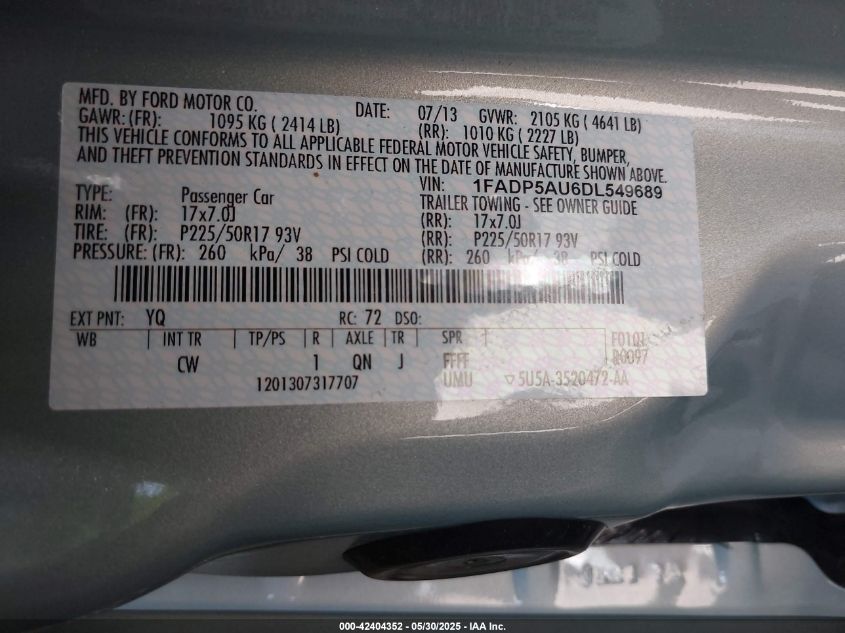 MFD. BY FORD MOTOR CO. DATE: 07/13 GVWR: 2105 KG ( 4641 LB)
GAWR: (FR): 1095 KG ( 2414 LB) (RR): 1010 KG ( 2227 LB)
THIS VEHICLE CONFORMS TO ALL APPLICABLE FEDERAL MOTOR VEHICLE SAFETY, BUMPER,
AND THEFT PREVENTION STANDARDS IN EFFECT ON THE DATE OF MANUFACTURE SHOWN ABOVE.
VIN: 1FADP5AU6DL549689
TYPE: Passenger Car TRAILER TOWING - SEE OWNER GUIDE
RIM: (FR): 17x7.0J (RR): 17x7.0J
TIRE: (FR): P225/50R17 93V (RR): P225/50R17 93V
PRESSURE: (FR): 260 kPa/ 38 PSI COLD (RR): 260 kPa/ 38 PSI COLD
EXT PNT: YQ RC: 72 DSO:
WB INT TR TP/PS R AXLE TR SPR F0101
CW 1 QN J FFFF R0097
1201307317707 UMU ▽5U5A-3520472-AA
000-42404352 - 05/30/2025 - IAA Inc.